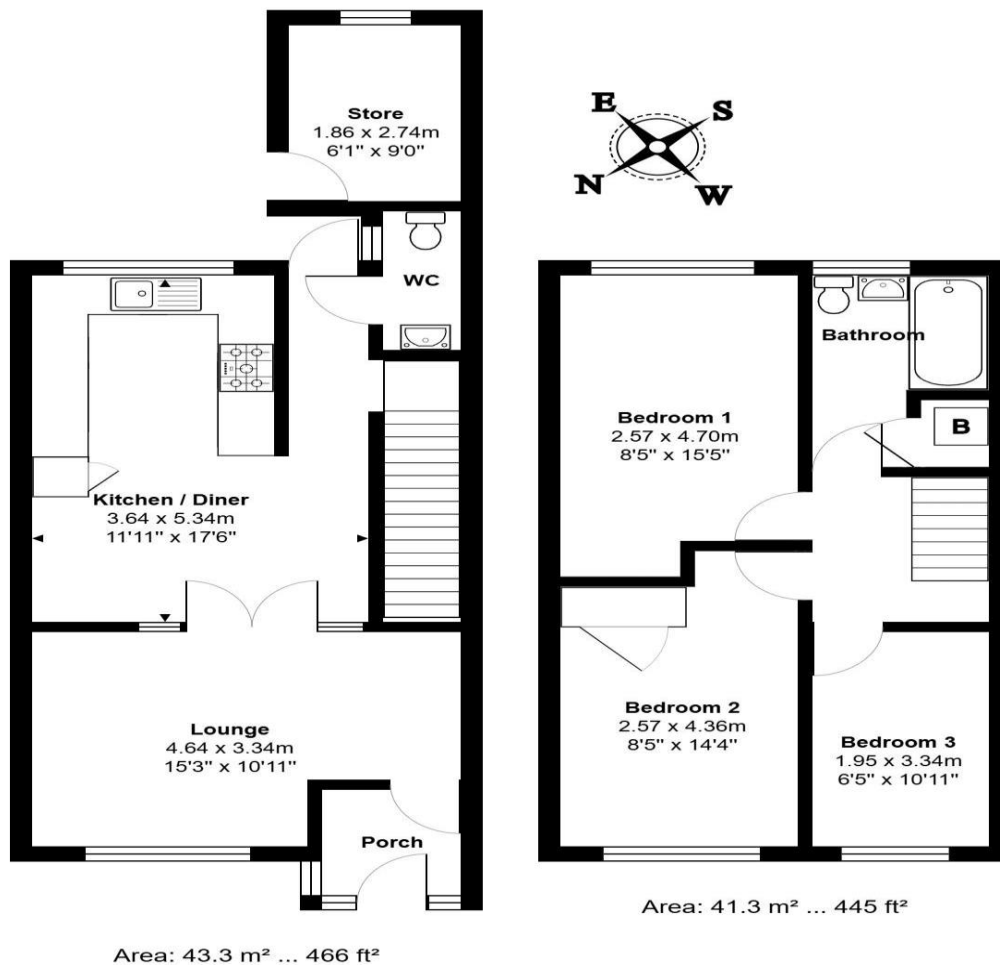 Store
1.86 x 2.74m
6'1" x 9'0"
E
S
N
W
WC
Kitchen / Diner
3.64 x 5.34m
11'11" x 17'6"
Lounge
4.64 x 3.34m
15'3" x 10'11"
Porch
Area: 43.3 m² ... 466 ft²
Bathroom
B
Bedroom 1
2.57 x 4.70m
8'5" x 15'5"
Bedroom 2
2.57 x 4.36m
8'5" x 14'4"
Bedroom 3
1.95 x 3.34m
6'5" x 10'11"
Area: 41.3 m² ... 445 ft²